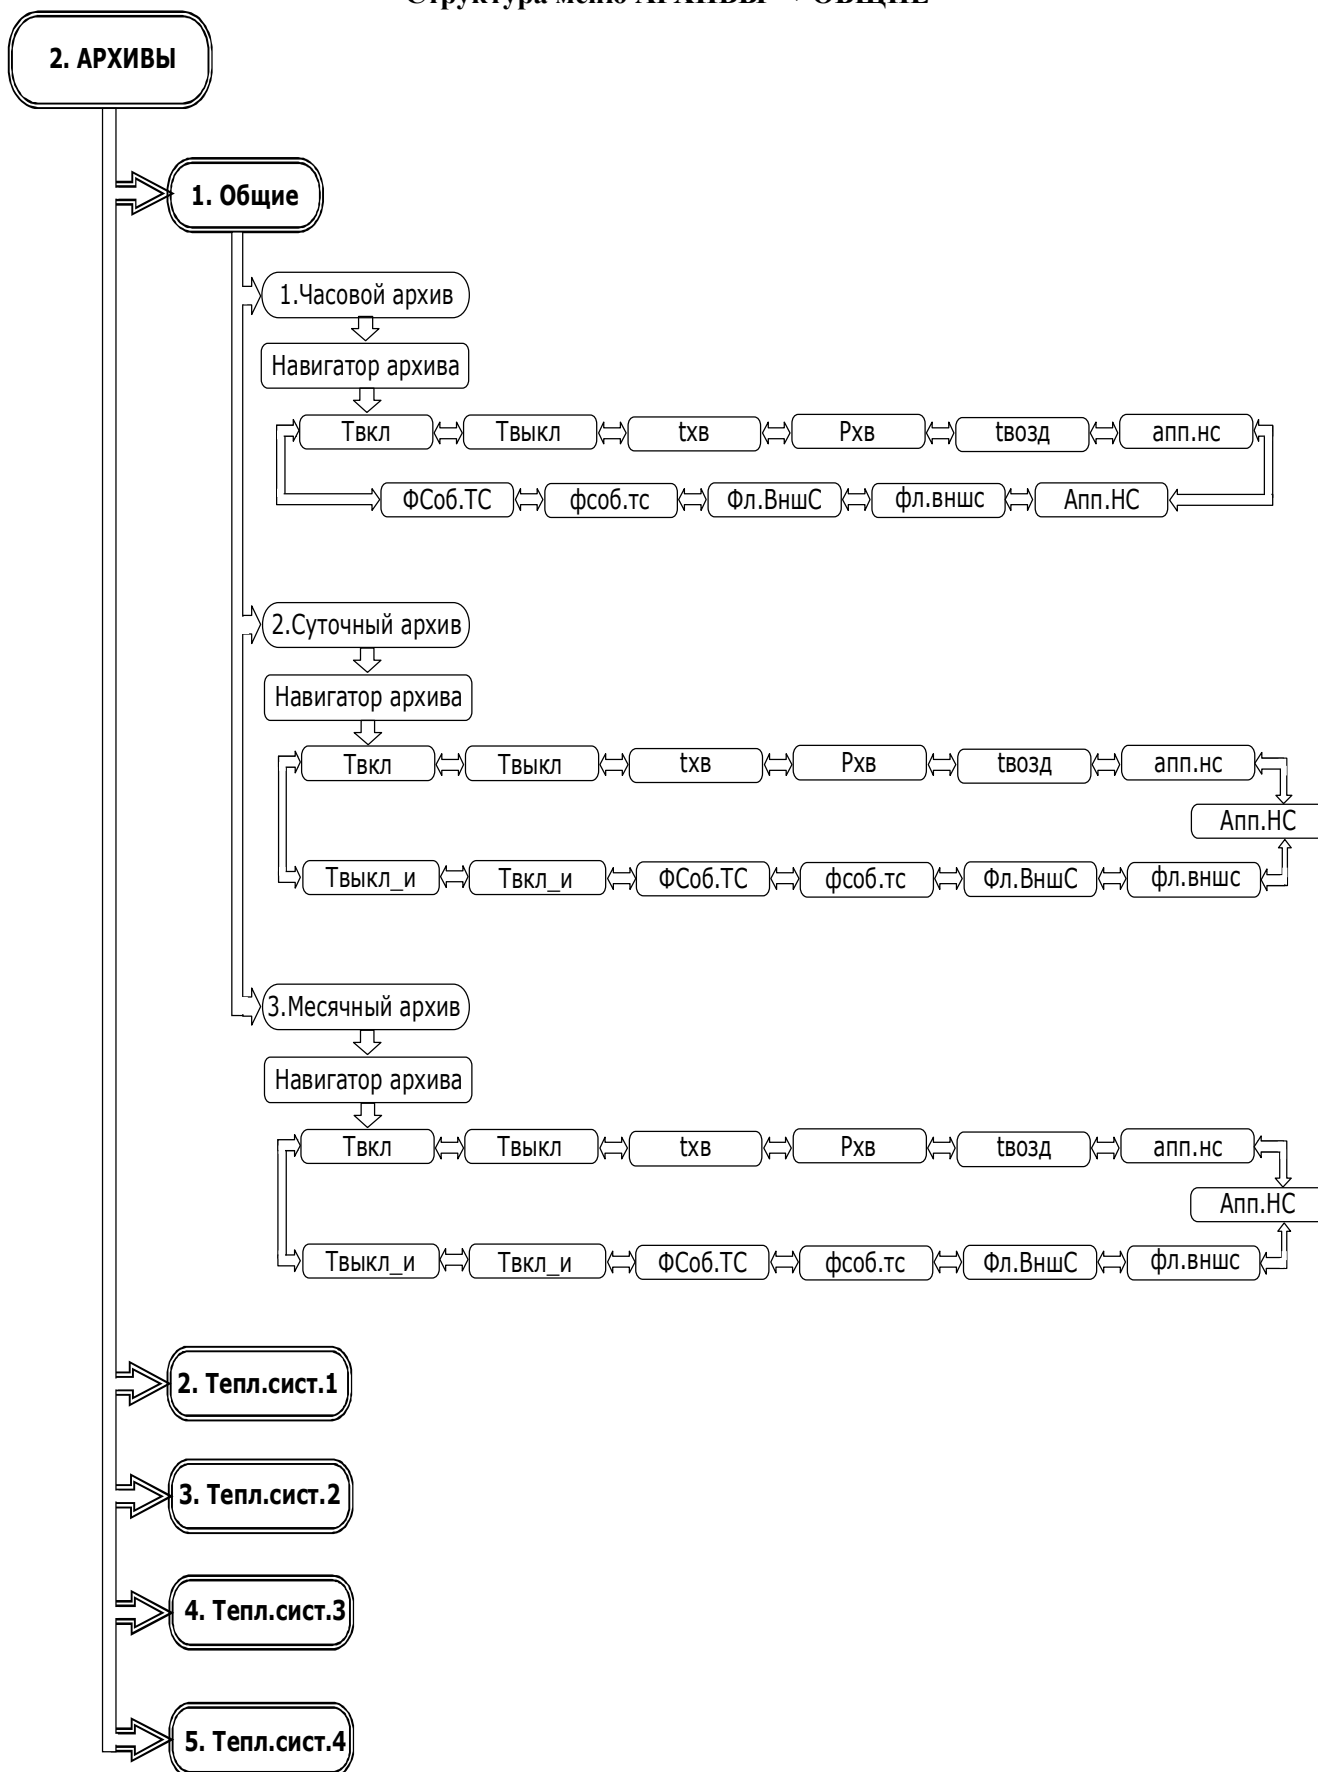 Структура меню АРХИВЫ → ОБЩИЕ
2. АРХИВЫ
1. Общие
1.Часовой архив
Навигатор архива
Твкл Твыкл tхв Рхв tвозд апп.нс
ФСоб.ТС фсоб.тс Фл.ВншС фл.вншс Апп.НС
2.Суточный архив
Навигатор архива
Твкл Твыкл tхв Рхв tвозд апп.нс
Апп.НС
Твыкл_и Твкл_и ФСоб.ТС фсоб.тс Фл.ВншС фл.вншс
3.Месячный архив
Навигатор архива
Твкл Твыкл tхв Рхв tвозд апп.нс
Апп.НС
Твыкл_и Твкл_и ФСоб.ТС фсоб.тс Фл.ВншС фл.вншс
2. Тепл.сист.1
3. Тепл.сист.2
4. Тепл.сист.3
5. Тепл.сист.4